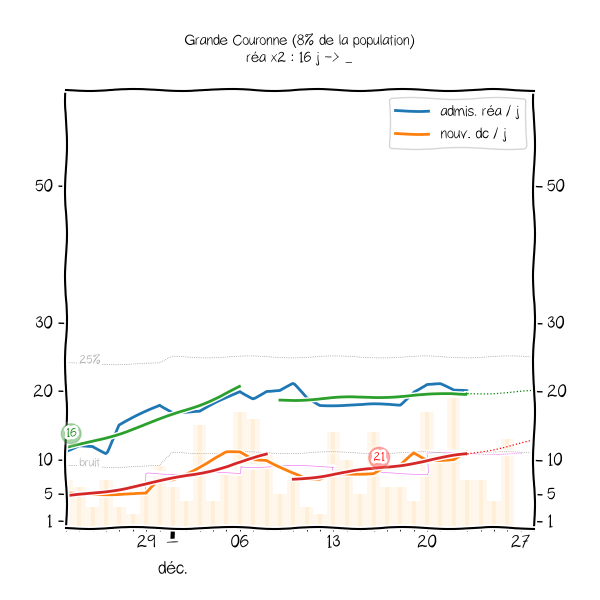 Grande Couronne (8% de la population)
réa x2 : 16 j -> _
admis. réa / j
nouv. dc / j
50 50
30 30
25%
20 20
16
21
10 10
bruit
5 5
1 1
29 06 13 20 27
déc.